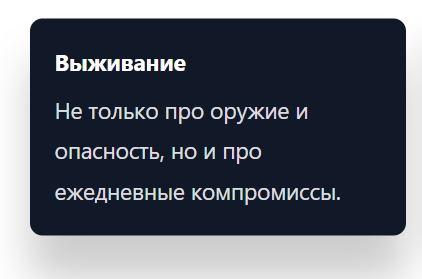 Выживание
Не только про оружие и
опасность, но и про
ежедневные компромиссы.